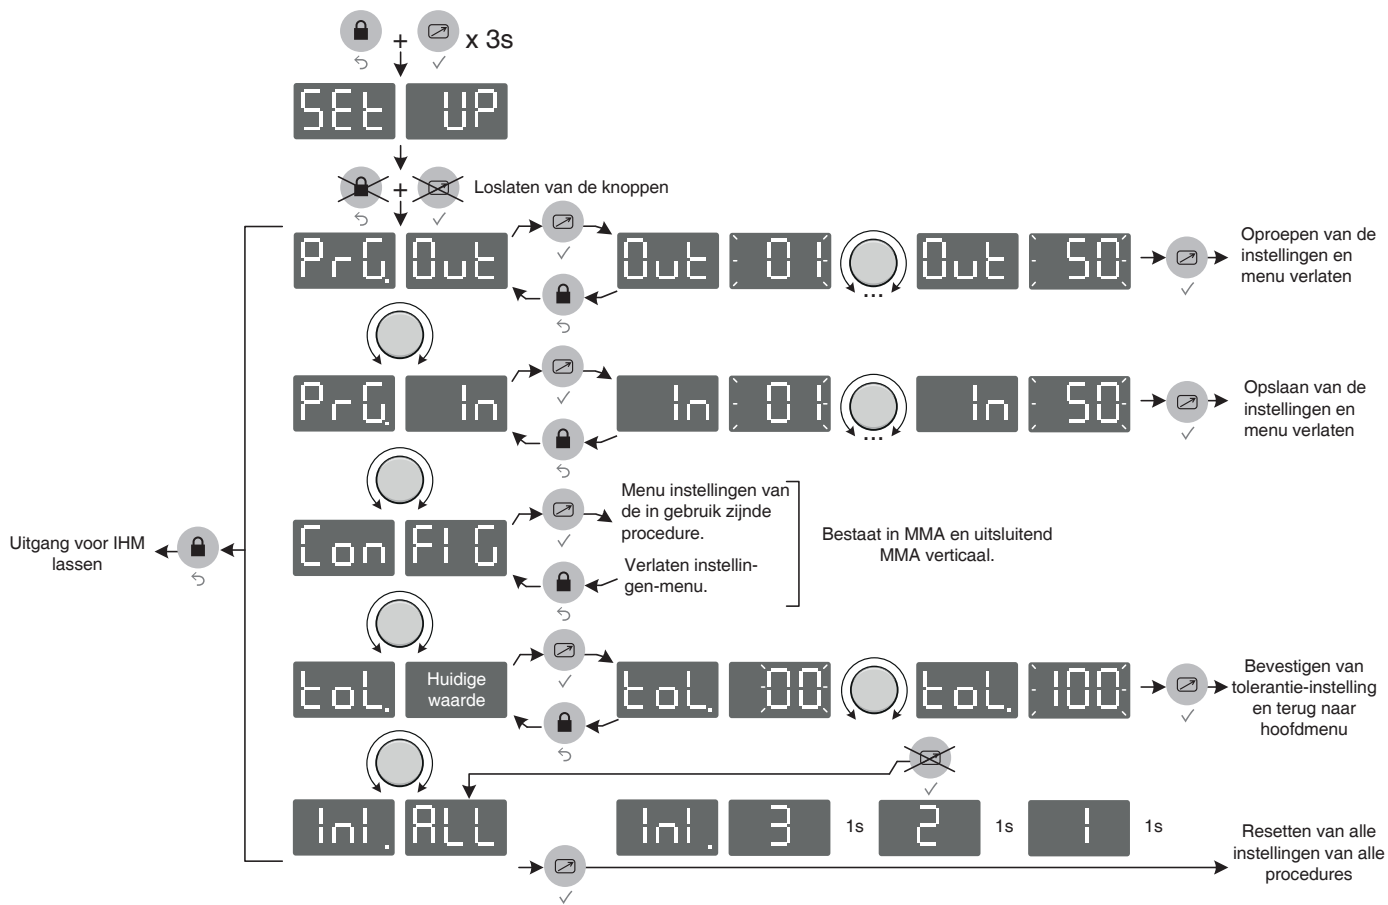 + x 3s
SEt UP
+ Loslaten van de knoppen
PrG. Out Out 01 ... Out 50
Oproepen van de
instellingen en
menu verlaten
PrG. In In 01 ... In 50
Opslaan van de
instellingen en
menu verlaten
Con FIG
Menu instellingen van
de in gebruik zijnde
procedure.
Verlaten instellin-
gen-menu.
Bestaat in MMA en uitsluitend
MMA verticaal.
Uitgang voor IHM
lassen
toL.
Huidige
waarde
toL. 00 toL. 100
Bevestigen van
tolerantie-instelling
en terug naar
hoofdmenu
InI. ALL InI. 3 1s 2 1s 1 1s
Resetten van alle
instellingen van alle
procedures